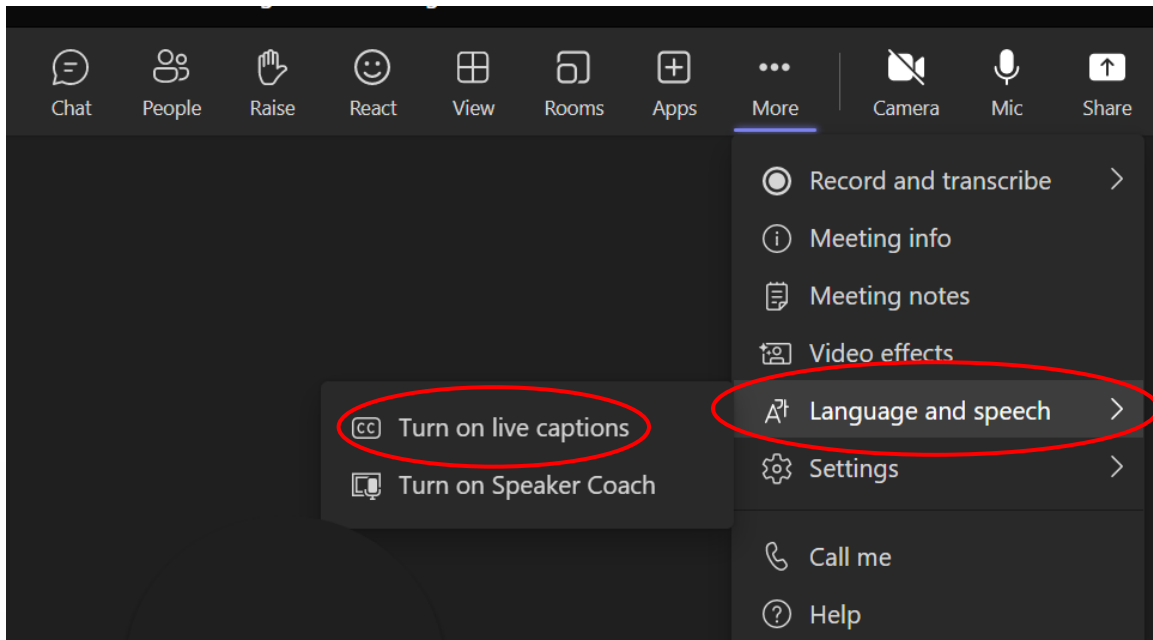 Chat People Raise React View Rooms Apps More Camera Mic Share
Record and transcribe
Meeting info
Meeting notes
Video effects
Language and speech
Settings
Call me
Help
CC Turn on live captions
Turn on Speaker Coach